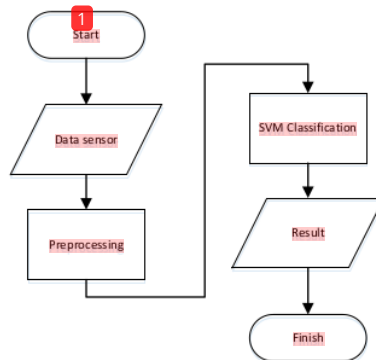 1
Start
Data sensor
Preprocessing
SVM Classification
Result
Finish